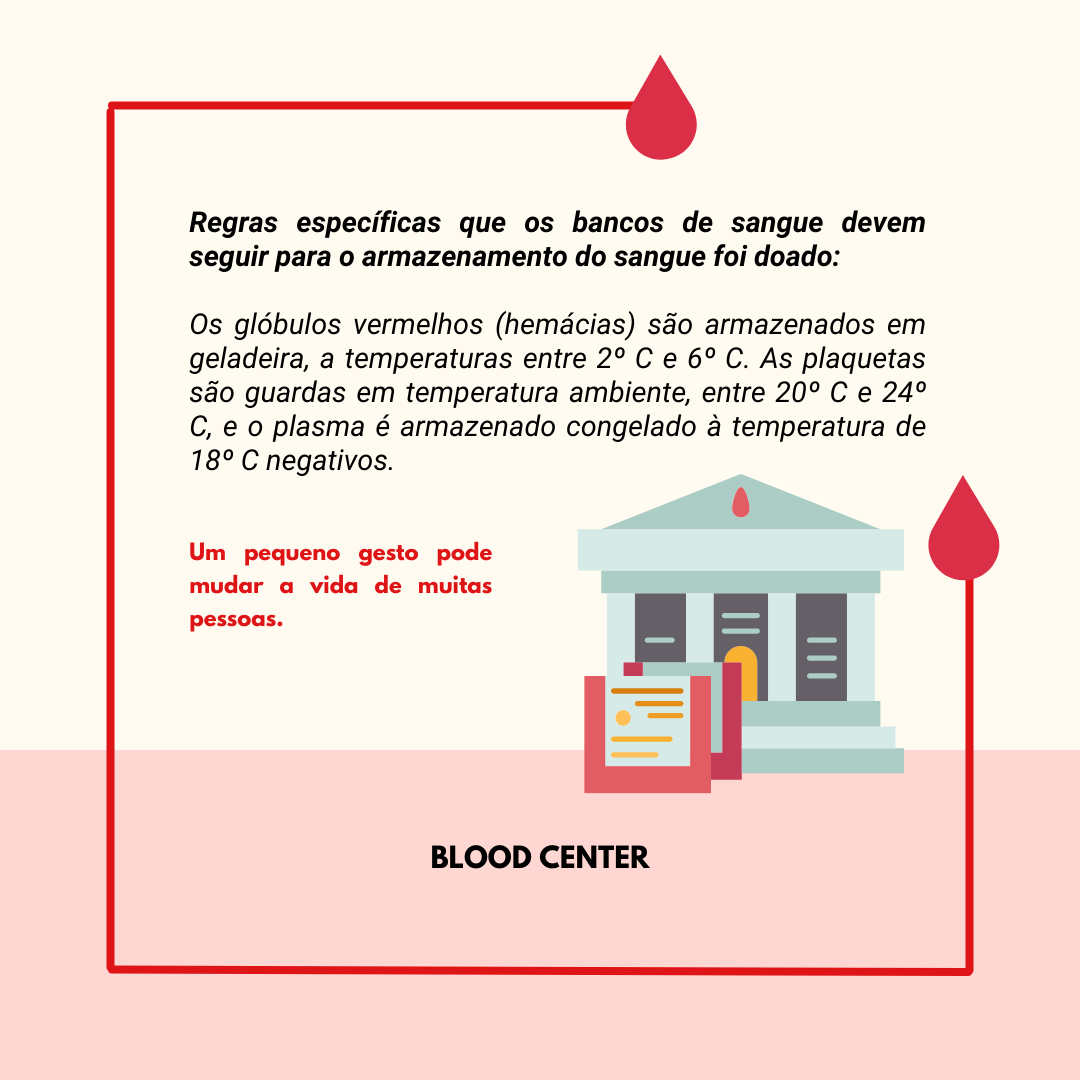 Regras específicas que os bancos de sangue devem
seguir para o armazenamento do sangue foi doado:
Os glóbulos vermelhos (hemácias) são armazenados em
geladeira, a temperaturas entre 2º C e 6º C. As plaquetas
são guardas em temperatura ambiente, entre 20º C e 24º
C, e o plasma é armazenado congelado à temperatura de
18º C negativos.
Um pequeno gesto pode
mudar a vida de muitas
pessoas.
BLOOD CENTER